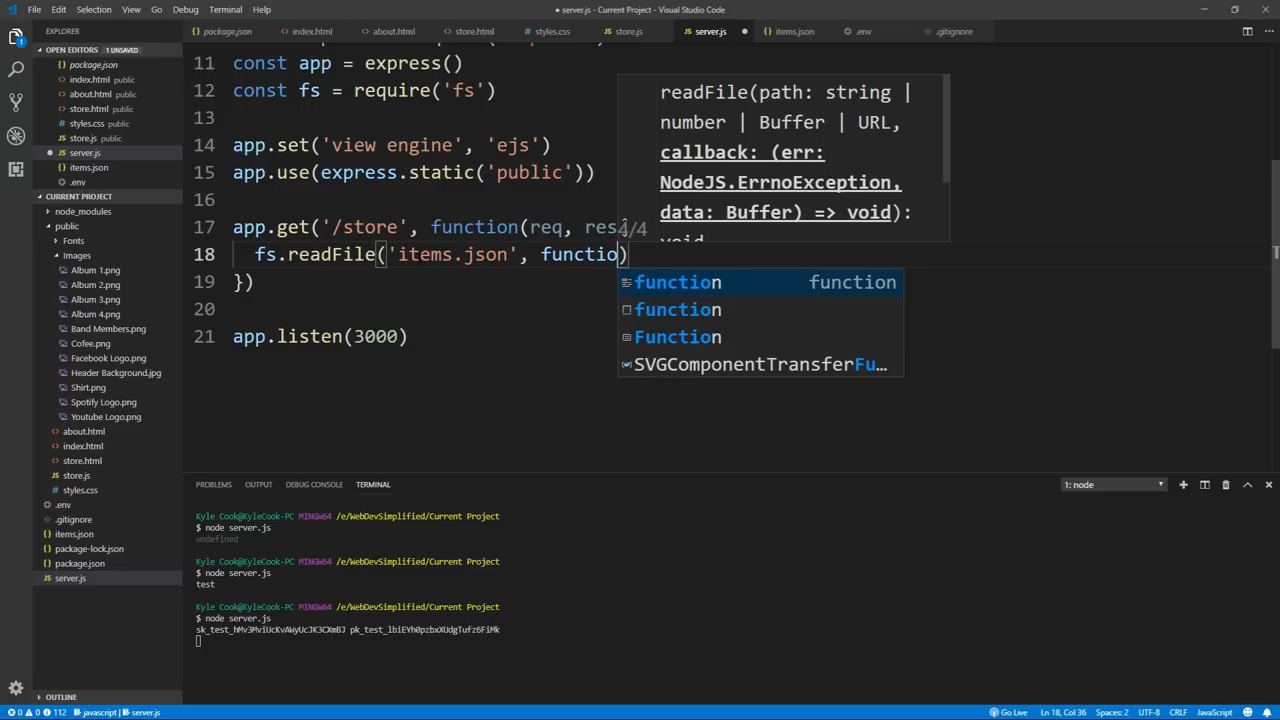 File Edit Selection View Go Debug Terminal Help
● server.js - Current Project - Visual Studio Code
EXPLORER
OPEN EDITORS 1 UNSAVED
package.json
index.html public
about.html public
store.html public
styles.css public
store.js public
server.js
items.json
.env
CURRENT PROJECT
node_modules
public
Fonts
Images
Album 1.png
Album 2.png
Album 3.png
Album 4.png
Band Members.png
Cofee.png
Facebook Logo.png
Header Background.jpg
Shirt.png
Spotify Logo.png
Youtube Logo.png
about.html
index.html
store.html
store.js
styles.css
.env
.gitignore
items.json
package-lock.json
package.json
server.js
OUTLINE
package.json index.html about.html store.html styles.css store.js server.js items.json .env .gitignore
11 const app = express()
12 const fs = require('fs')
13
14 app.set('view engine', 'ejs')
15 app.use(express.static('public'))
16
17 app.get('/store', function(req, res
18 fs.readFile('items.json', functio)
19 })
20
21 app.listen(3000)
4/4
readFile(path: string |
number | Buffer | URL,
callback: (err:
NodeJS.ErrnoException,
data: Buffer) => void):
void
function function
function
Function
SVGComponentTransferFu…
PROBLEMS OUTPUT DEBUG CONSOLE TERMINAL
1: node
Kyle Cook@KyleCook-PC MINGW64 /e/WebDevSimplified/Current Project
$ node server.js
undefined
Kyle Cook@KyleCook-PC MINGW64 /e/WebDevSimplified/Current Project
$ node server.js
test
Kyle Cook@KyleCook-PC MINGW64 /e/WebDevSimplified/Current Project
$ node server.js
sk_test_hMv3MviUcKvAWyUcJK3CXmBJ pk_test_lbiEYh0pzbxXUdgTufz6FiMk
0 0 112 javascript server.js
Go Live Ln 18, Col 36 Spaces: 2 UTF-8 CRLF JavaScript